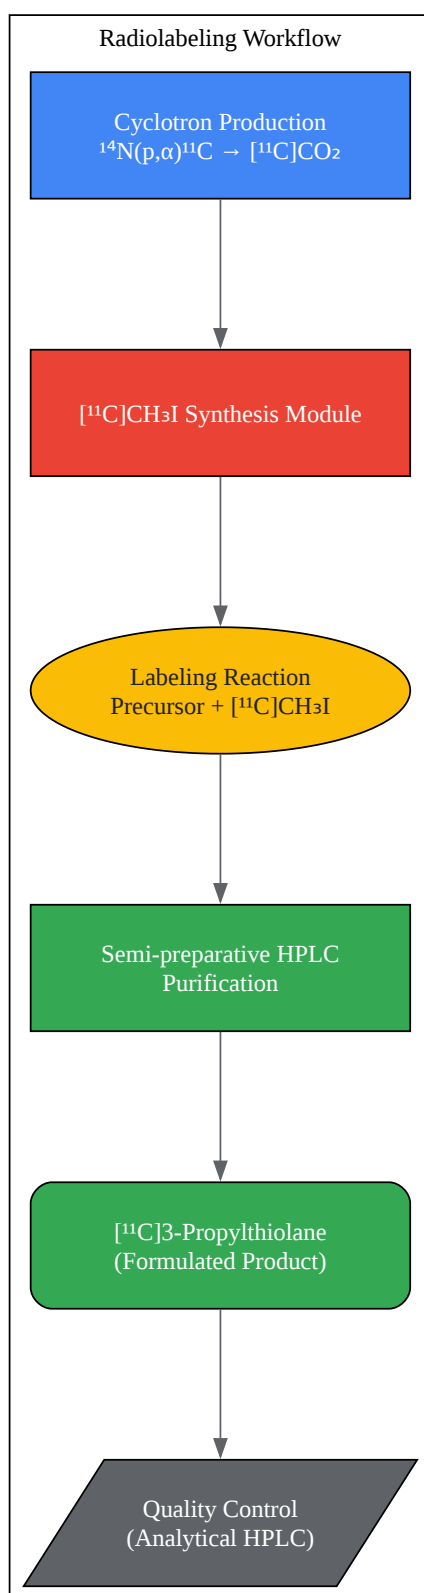 Radiolabeling Workflow
Cyclotron Production
¹⁴N(p,α)¹¹C → [¹¹C]CO₂
[¹¹C]CH₃I Synthesis Module
Labeling Reaction
Precursor + [¹¹C]CH₃I
Semi-preparative HPLC
Purification
[¹¹C]3-Propylthiolane
(Formulated Product)
Quality Control
(Analytical HPLC)